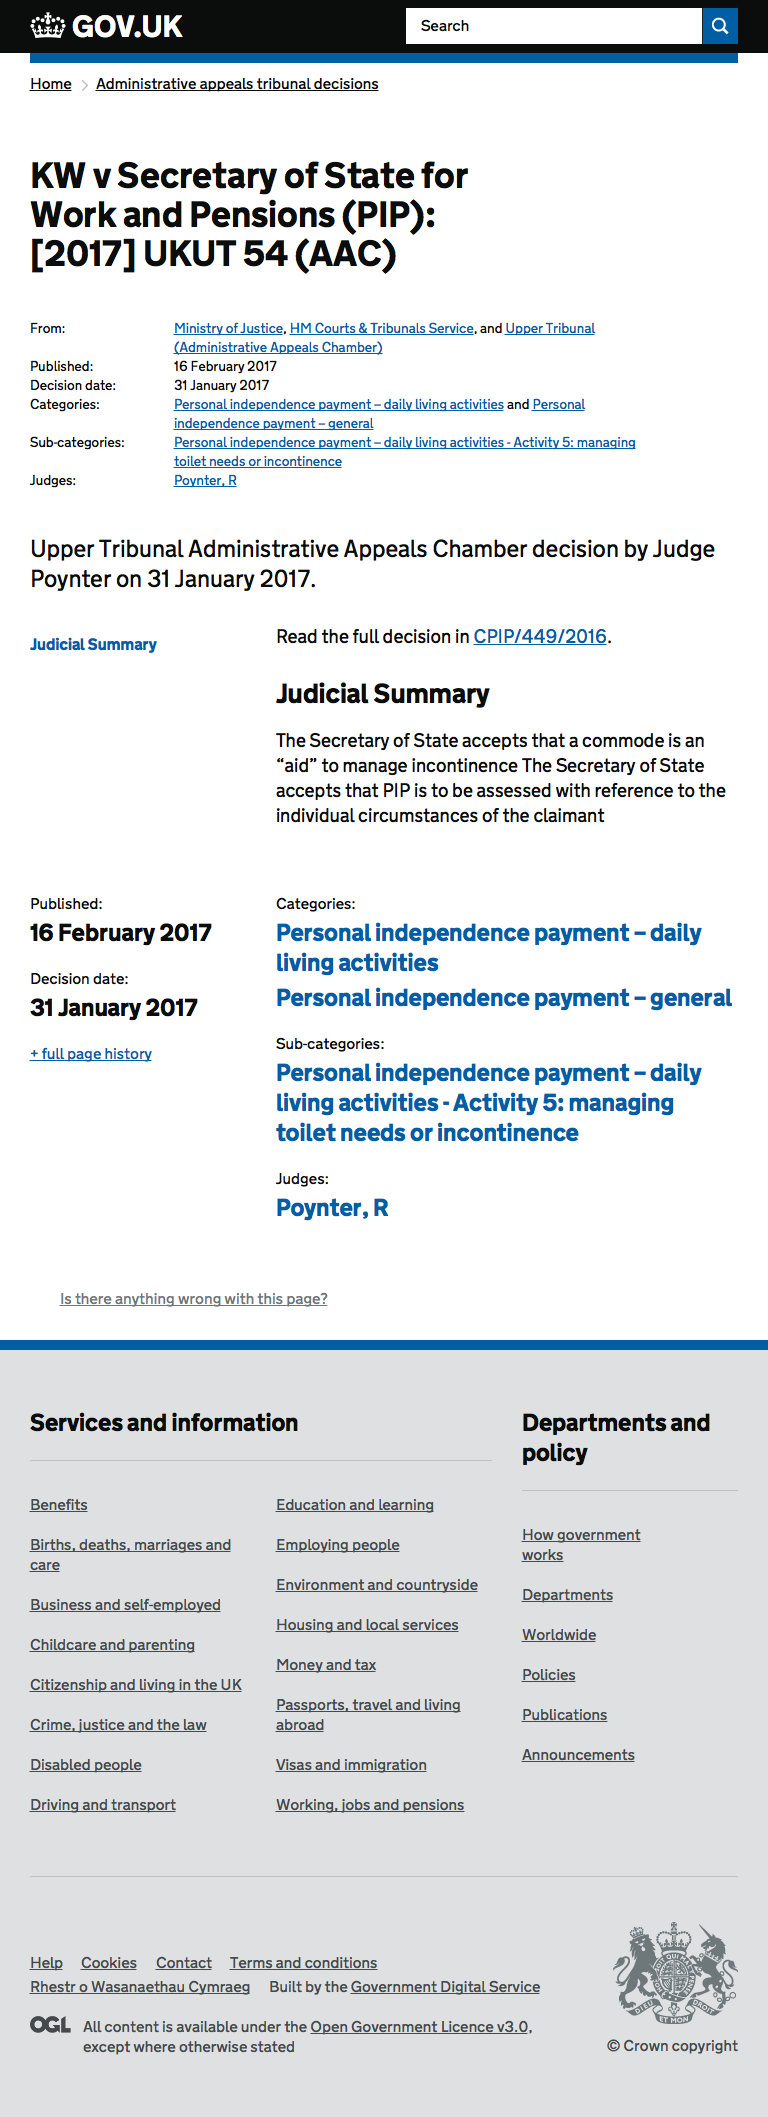 GOV.UK
Search
Home
Administrative appeals tribunal decisions
KW v Secretary of State for
Work and Pensions (PIP):
[2017] UKUT 54 (AAC)
From: Ministry of Justice, HM Courts & Tribunals Service, and Upper Tribunal
(Administrative Appeals Chamber)
Published: 16 February 2017
Decision date: 31 January 2017
Categories: Personal independence payment – daily living activities and Personal
independence payment – general
Sub-categories: Personal independence payment – daily living activities - Activity 5: managing
toilet needs or incontinence
Judges: Poynter, R
Upper Tribunal Administrative Appeals Chamber decision by Judge
Poynter on 31 January 2017.
Judicial Summary
Read the full decision in CPIP/449/2016.
Judicial Summary
The Secretary of State accepts that a commode is an
“aid” to manage incontinence The Secretary of State
accepts that PIP is to be assessed with reference to the
individual circumstances of the claimant
Published:
16 February 2017
Decision date:
31 January 2017
+ full page history
Categories:
Personal independence payment – daily
living activities
Personal independence payment – general
Sub-categories:
Personal independence payment – daily
living activities - Activity 5: managing
toilet needs or incontinence
Judges:
Poynter, R
Is there anything wrong with this page?
Services and information
Benefits
Births, deaths, marriages and
care
Business and self-employed
Childcare and parenting
Citizenship and living in the UK
Crime, justice and the law
Disabled people
Driving and transport
Education and learning
Employing people
Environment and countryside
Housing and local services
Money and tax
Passports, travel and living
abroad
Visas and immigration
Working, jobs and pensions
Departments and
policy
How government
works
Departments
Worldwide
Policies
Publications
Announcements
Help Cookies Contact Terms and conditions
Rhestr o Wasanaethau Cymraeg Built by the Government Digital Service
OGL
All content is available under the Open Government Licence v3.0,
except where otherwise stated
DIEU ET MON DROIT
© Crown copyright